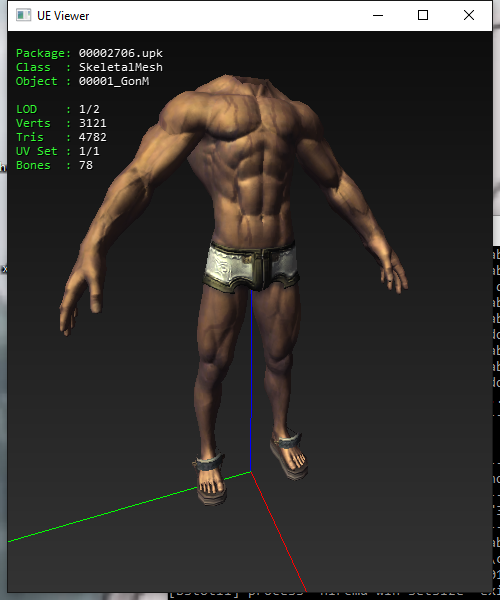 UE Viewer
Package: 00002706.upk
Class : SkeletalMesh
Object : 00001_GonM
LOD : 1/2
Verts : 3121
Tris : 4782
UV Set : 1/1
Bones : 78